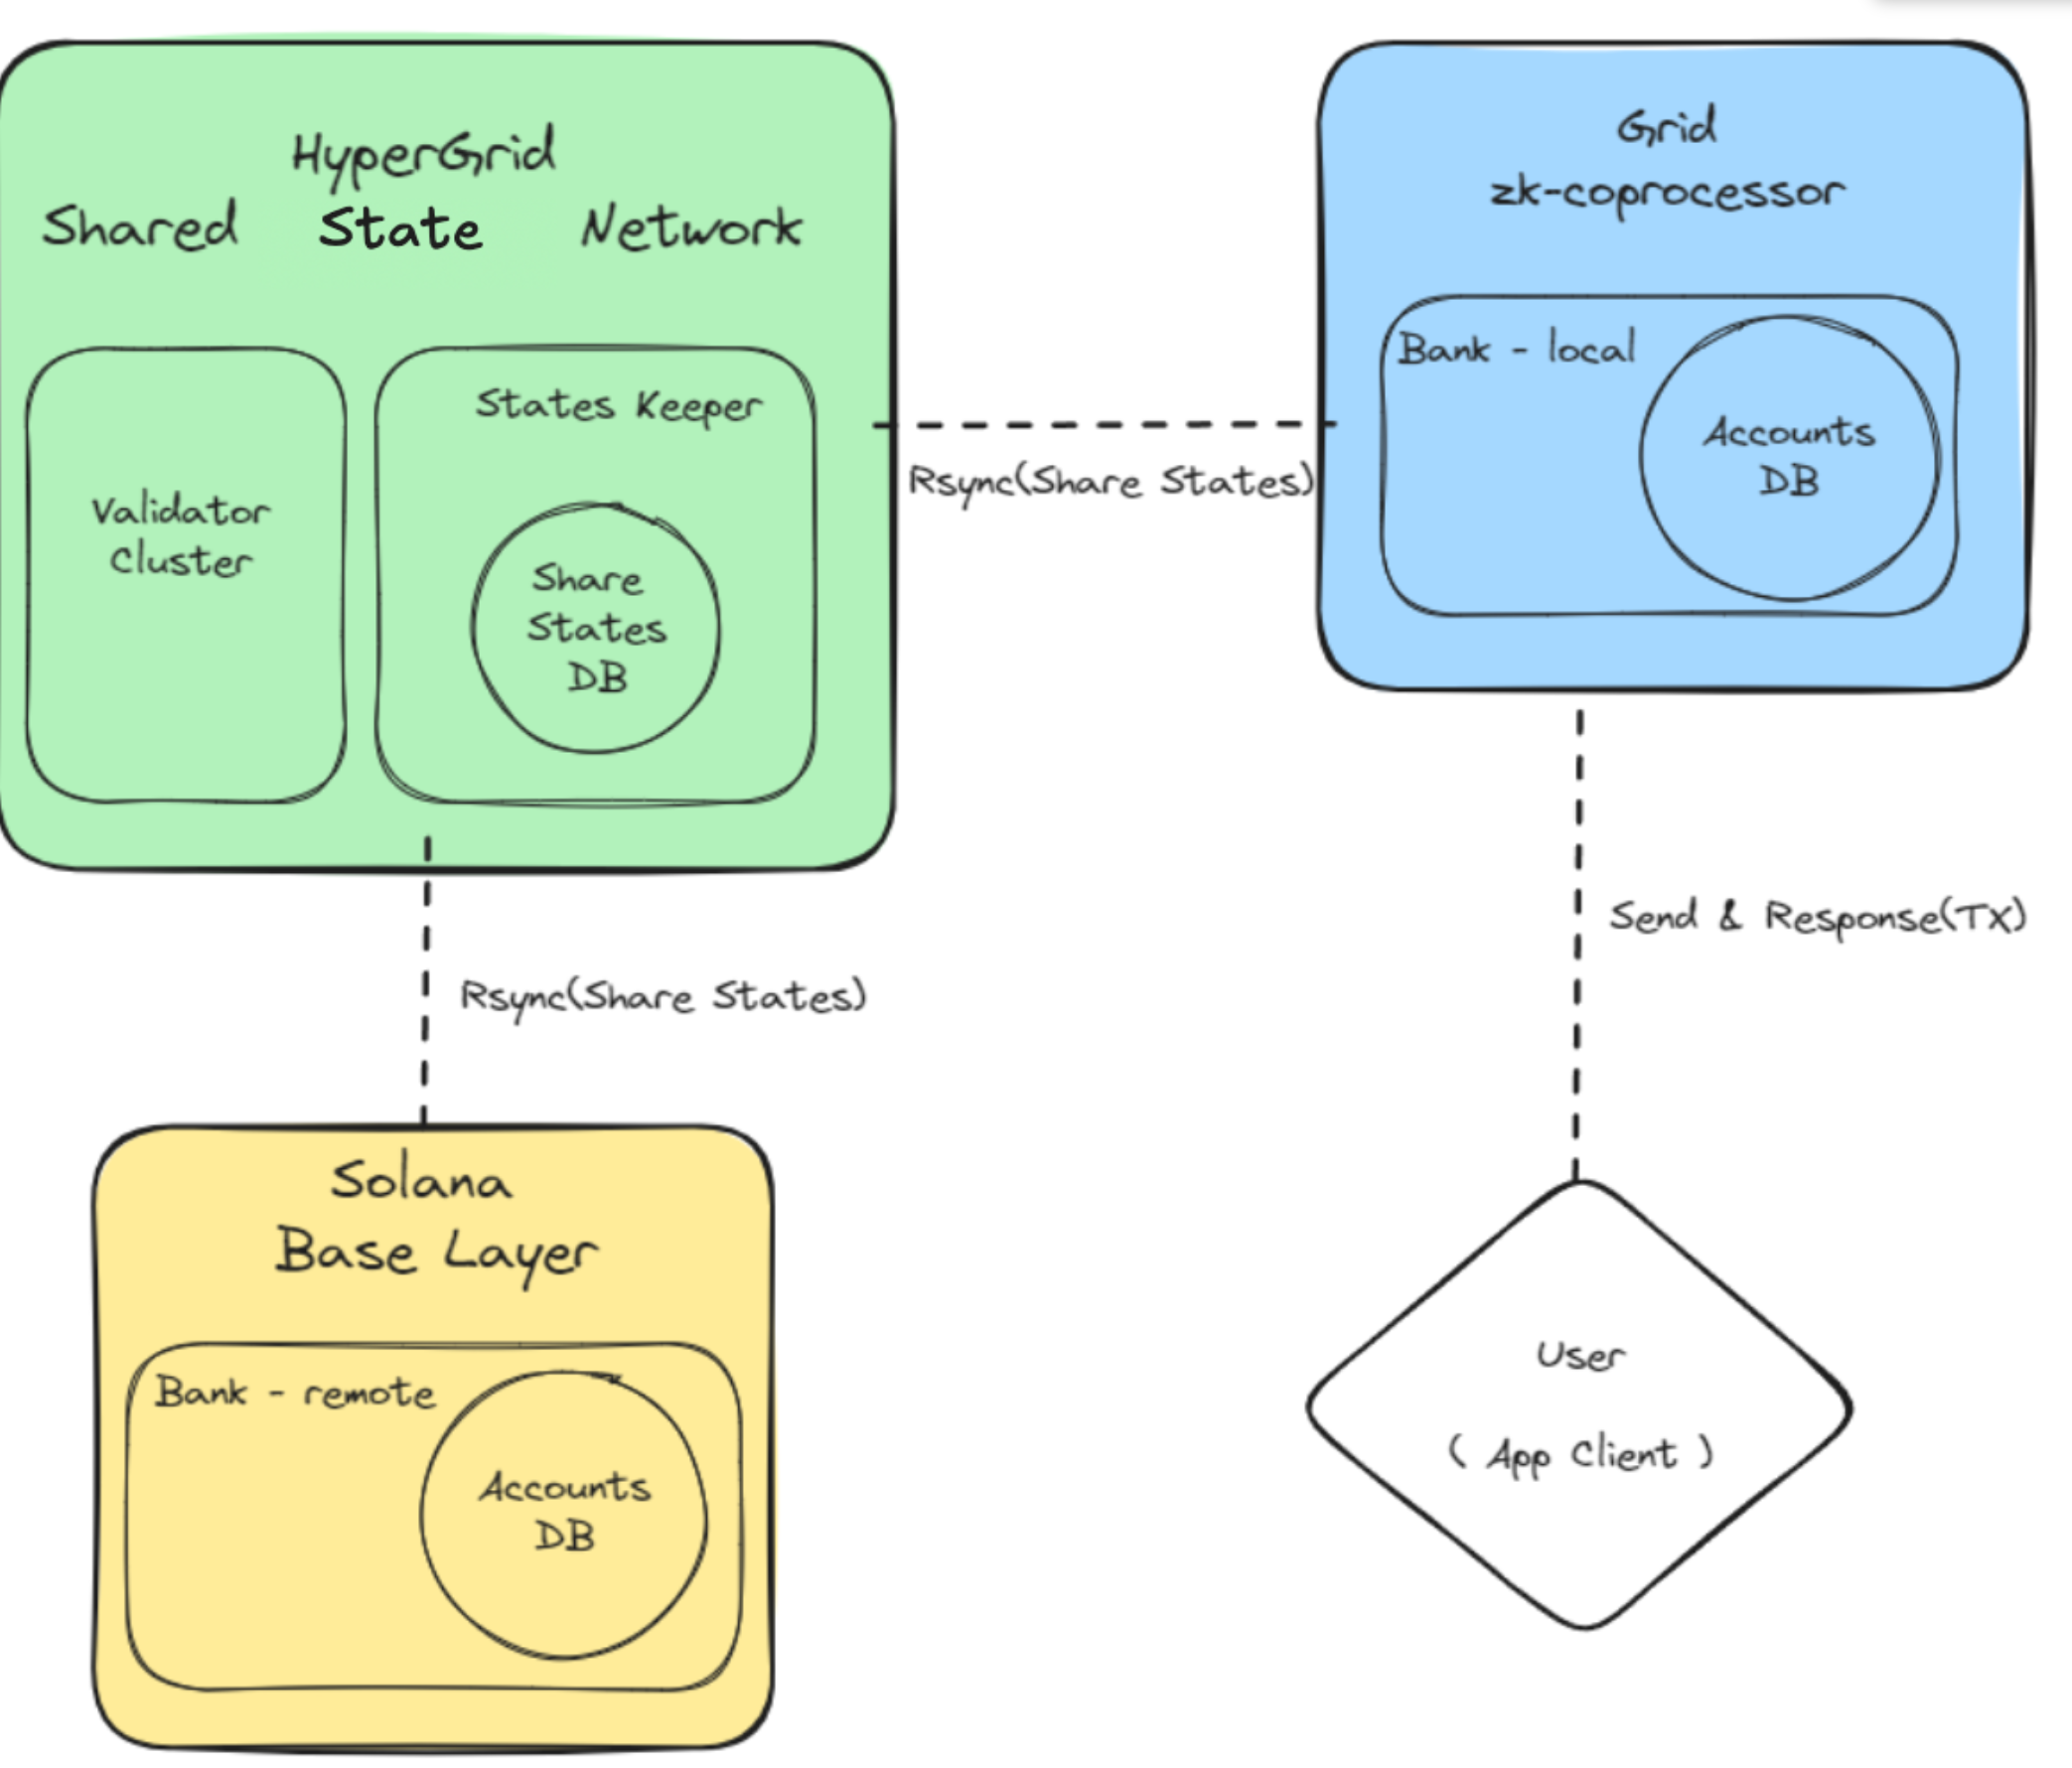 HyperGrid
Shared State Network
Validator
Cluster
States Keeper
Share
States
DB
Rsync(Share States)
Grid
zk-coprocessor
Bank - local
Accounts
DB
Send & Response(TX)
Rsync(Share States)
Solana
Base Layer
Bank - remote
Accounts
DB
User
( App Client )